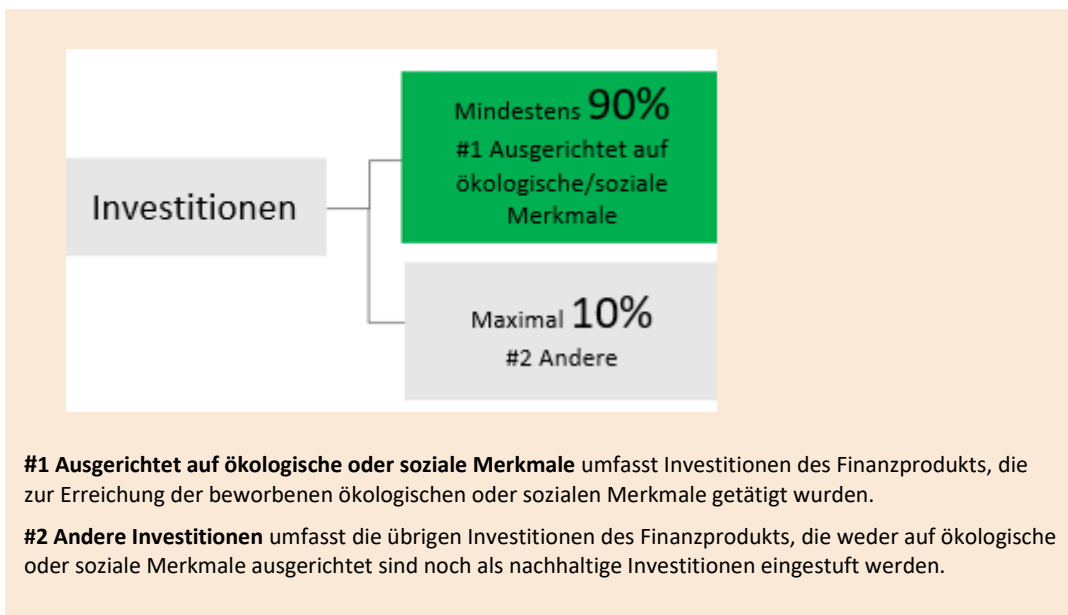 Investitionen
Mindestens 90%
#1 Ausgerichtet auf
ökologische/soziale
Merkmale
Maximal 10%
#2 Andere
#1 Ausgerichtet auf ökologische oder soziale Merkmale umfasst Investitionen des Finanzprodukts, die
zur Erreichung der beworbenen ökologischen oder sozialen Merkmale getätigt wurden.
#2 Andere Investitionen umfasst die übrigen Investitionen des Finanzprodukts, die weder auf ökologische
oder soziale Merkmale ausgerichtet sind noch als nachhaltige Investitionen eingestuft werden.